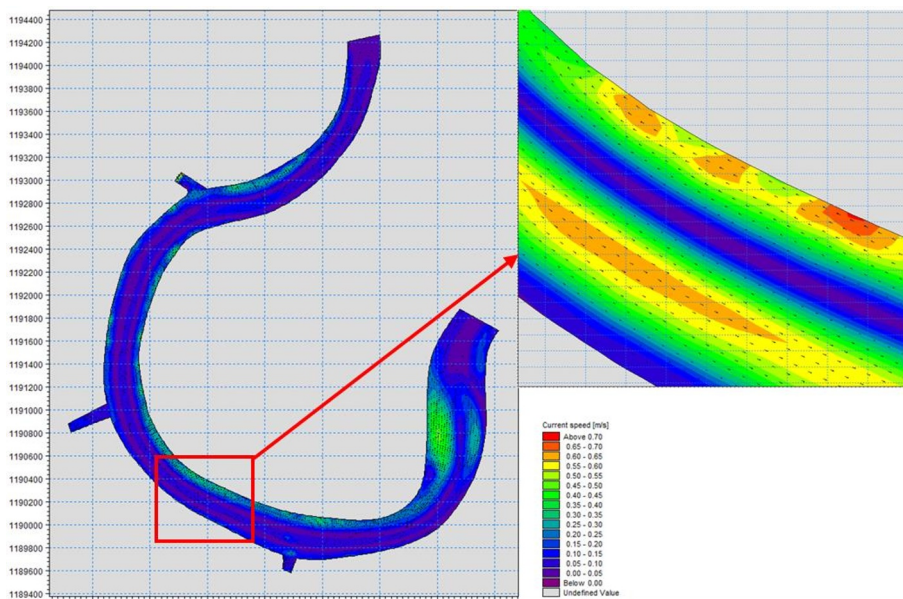 1194400
1194200
1194000
1193800
1193600
1193400
1193200
1193000
1192800
1192600
1192400
1192200
1192000
1191800
1191600
1191400
1191200
1191000
1190800
1190600
1190400
1190200
1190000
1189800
1189600
1189400
Current speed [m/s]
Above 0.70
0.65 - 0.70
0.60 - 0.65
0.55 - 0.60
0.50 - 0.55
0.45 - 0.50
0.40 - 0.45
0.35 - 0.40
0.30 - 0.35
0.25 - 0.30
0.20 - 0.25
0.15 - 0.20
0.10 - 0.15
0.05 - 0.10
0.00 - 0.05
Below 0.00
Undefined Value